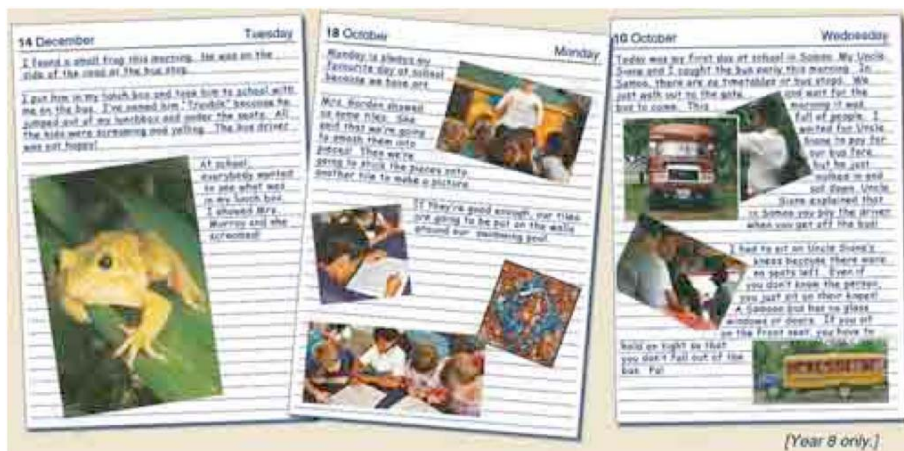 14 December Tuesday
I found a small frog this morning. He was on the
side of the road at the bus stop.
I put him in my lunch box and took him to school with
me on the bus. I've named him "Trouble" because he
jumped out of my lunchbox and under the seats. All
the kids were screaming and yelling. The bus driver
was not happy!
At school,
everybody wanted
to see what was
in my lunch box.
I showed Mrs
Murray and she
screamed!
18 October Monday
Monday is always my
favourite day at school
because we have art.
Mrs. Bordon showed
us some tiles. She
said that we're going
to smash them into
pieces! Then we're
going to stick the pieces onto
another tile to make a picture.
If they're good enough, our tiles
are going to be put on the walls
around our swimming pool.
10 October Wednesday
Today was my first day at school in Samoa. My Uncle
Sione and I caught the bus early this morning. In
Samoa, there are no timetables or bus stops. We
just walk out to the gate and wait for the
bus to come. This morning it was
full of people. I
waited for Uncle
Sione to pay for
our bus fare,
but he just
walked in and
sat down. Uncle
Sione explained that
in Samoa you pay the driver
when you get off the bus!
I had to sit on Uncle Sione's
knees because there were
no seats left. Even if
you don't know the person,
you just sit on their knees!
A Samoan bus has no glass
windows or doors. If you sit
on the front seat, you have to
hold on tight so that
you don't fall out of the
bus.
[Year 8 only.]